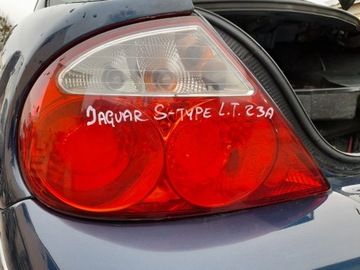 JAGUAR S-TYPE L.T. 23A